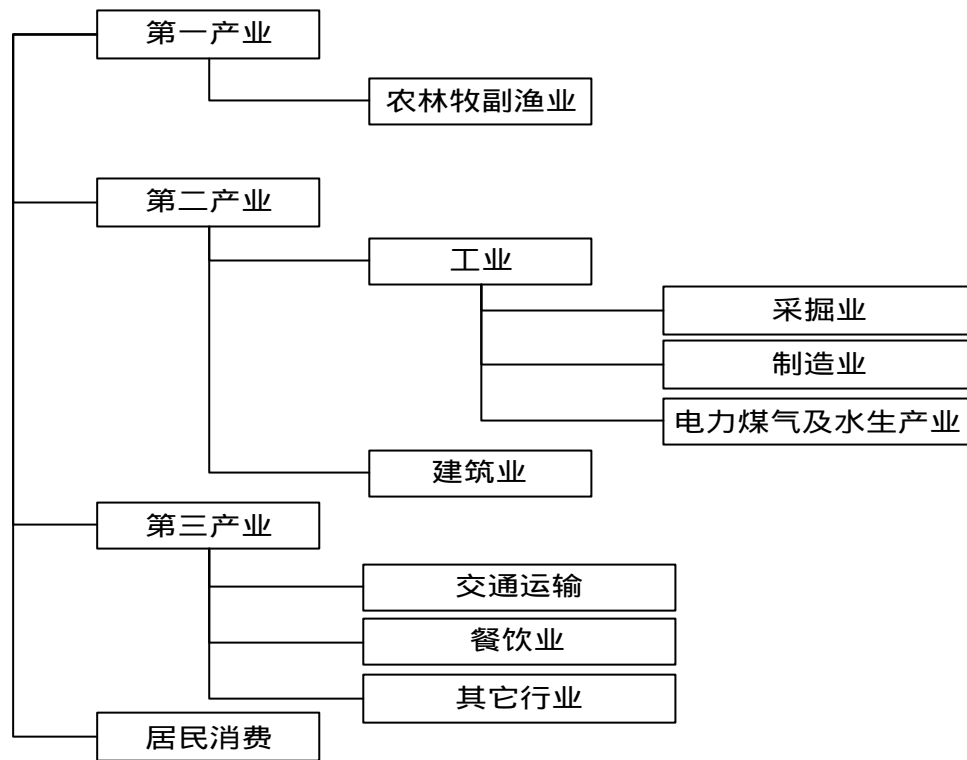 第一产业
农林牧副渔业
第二产业
工业
采掘业
制造业
电力煤气及水生产业
建筑业
第三产业
交通运输
餐饮业
其它行业
居民消费